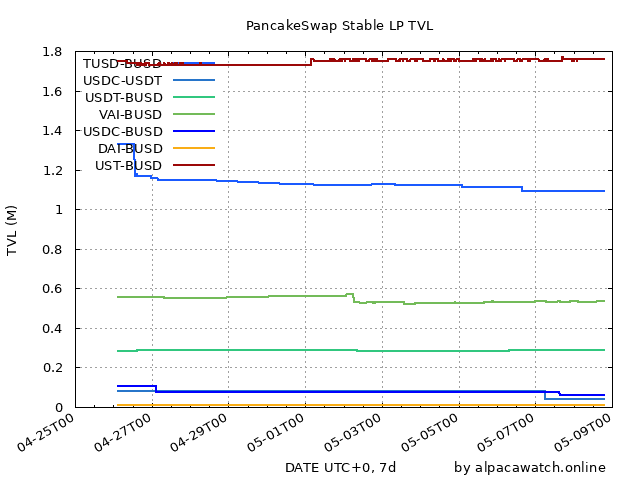 PancakeSwap Stable LP TVL
TVL (M)
1.8
1.6
1.4
1.2
1
0.8
0.6
0.4
0.2
0
TUSD-BUSD
USDC-USDT
USDT-BUSD
VAI-BUSD
USDC-BUSD
DAI-BUSD
UST-BUSD
04-25T00
04-27T00
04-29T00
05-01T00
05-03T00
05-05T00
05-07T00
05-09T00
DATE UTC+0, 7d
by alpacawatch.online